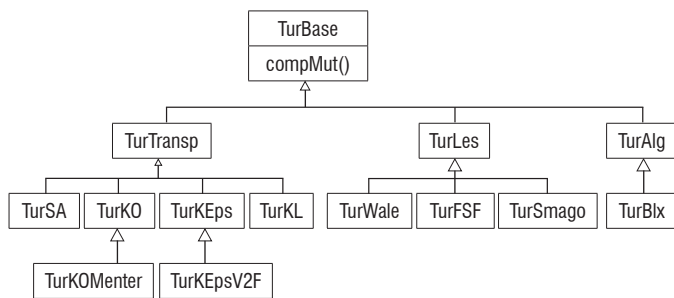 TurBase
compMut()
TurTransp
TurLes
TurAlg
TurSA
TurKO
TurKEps
TurKL
TurWale
TurFSF
TurSmago
TurBlx
TurKOMenter
TurKEpsV2F